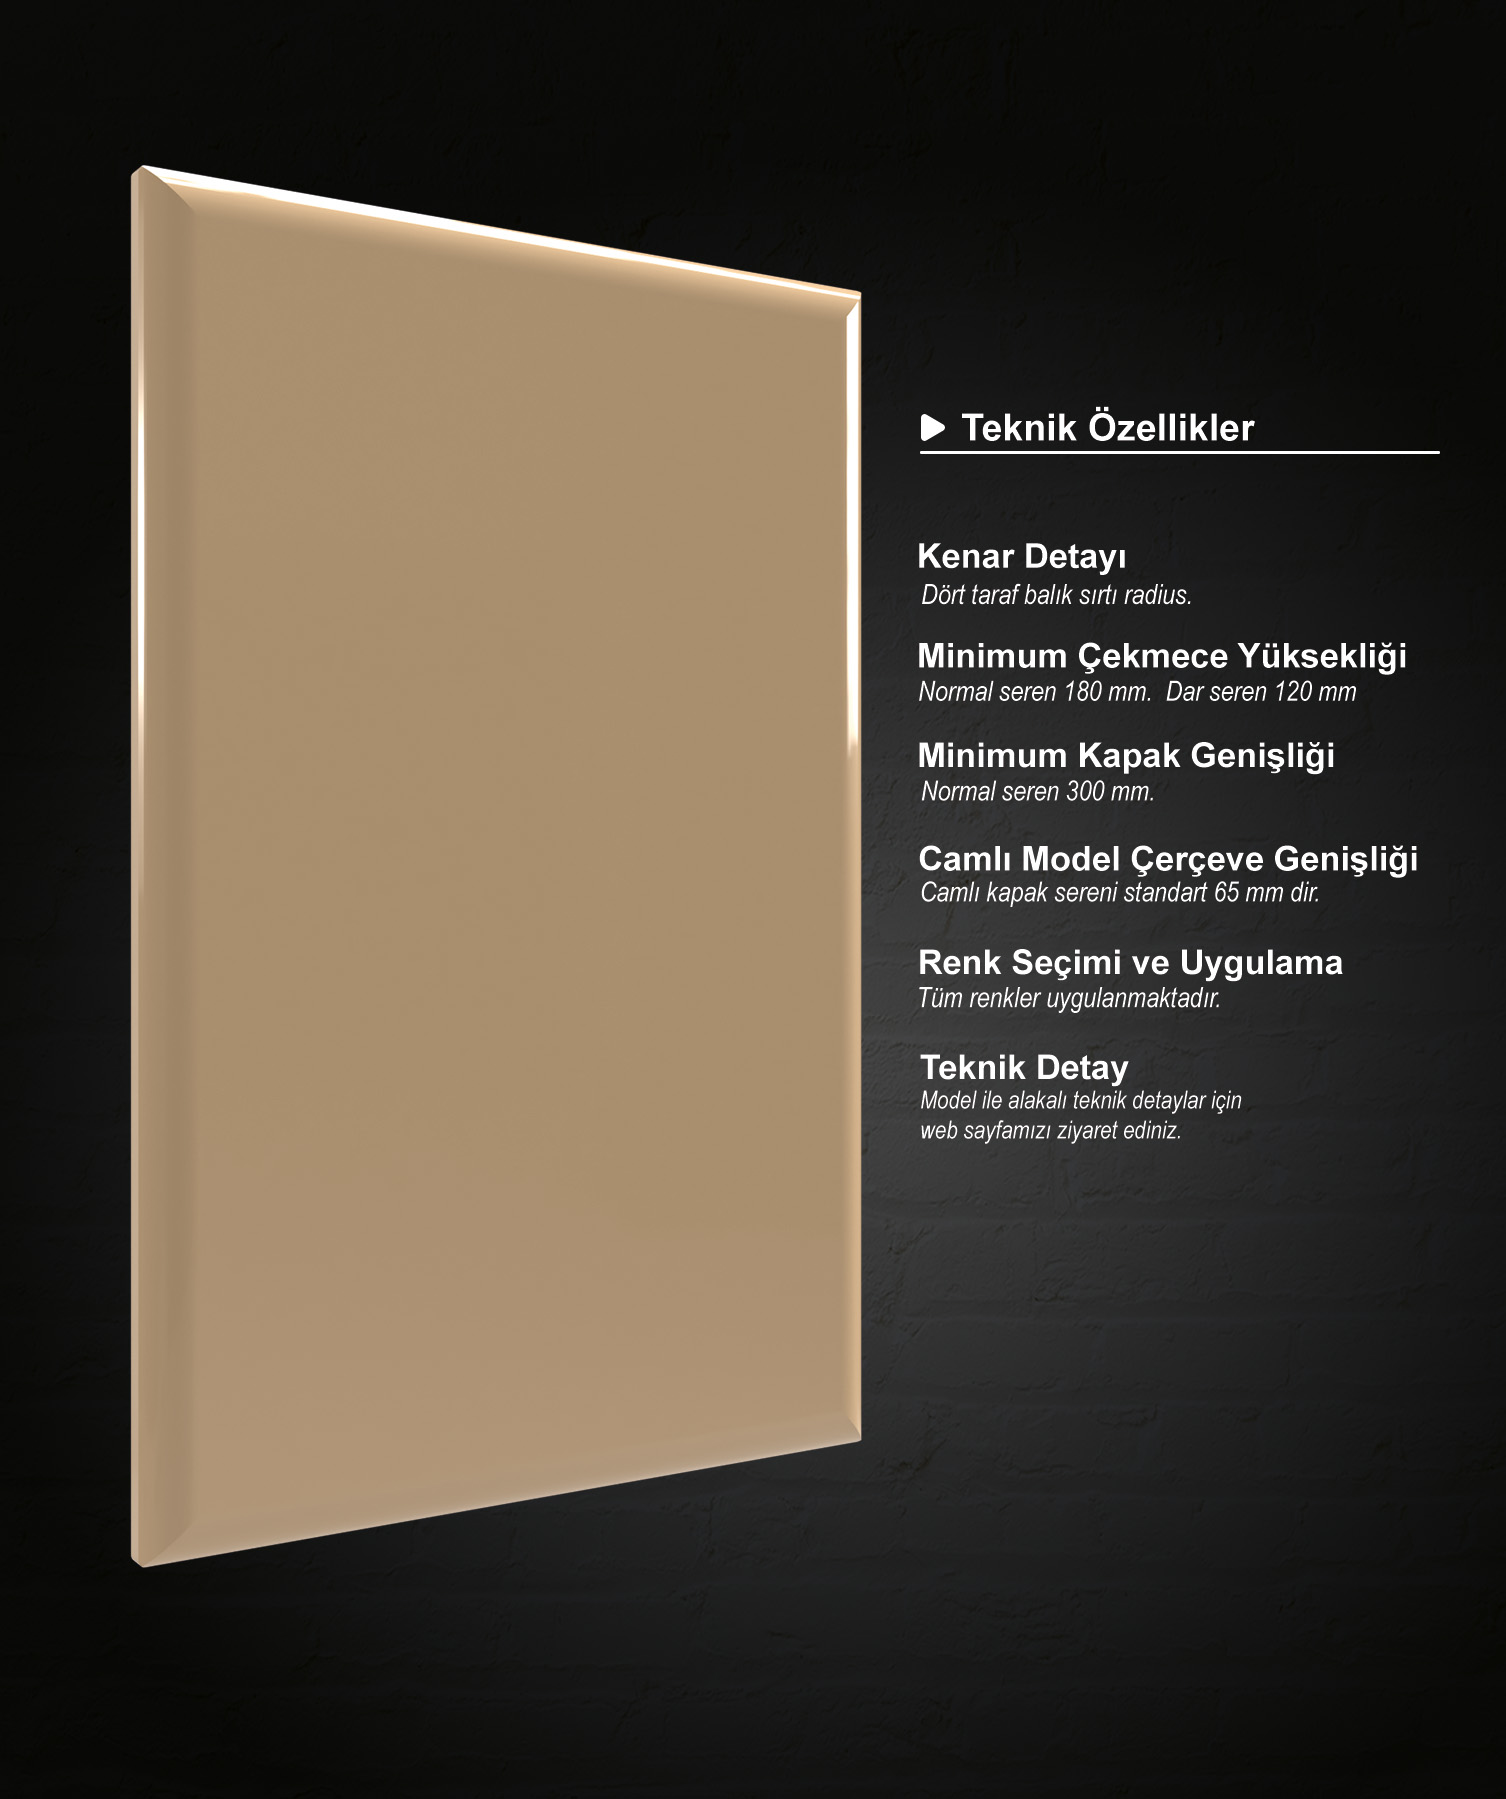 Teknik Özellikler
Kenar Detayı
Dört taraf balık sırtı radius.
Minimum Çekmece Yüksekliği
Normal seren 180 mm.  Dar seren 120 mm
Minimum Kapak Genişliği
Normal seren 300 mm.
Camlı Model Çerçeve Genişliği
Camlı kapak sereni standart 65 mm dir.
Renk Seçimi ve Uygulama
Tüm renkler uygulanmaktadır.
Teknik Detay
Model ile alakalı teknik detaylar için
web sayfamızı ziyaret ediniz.